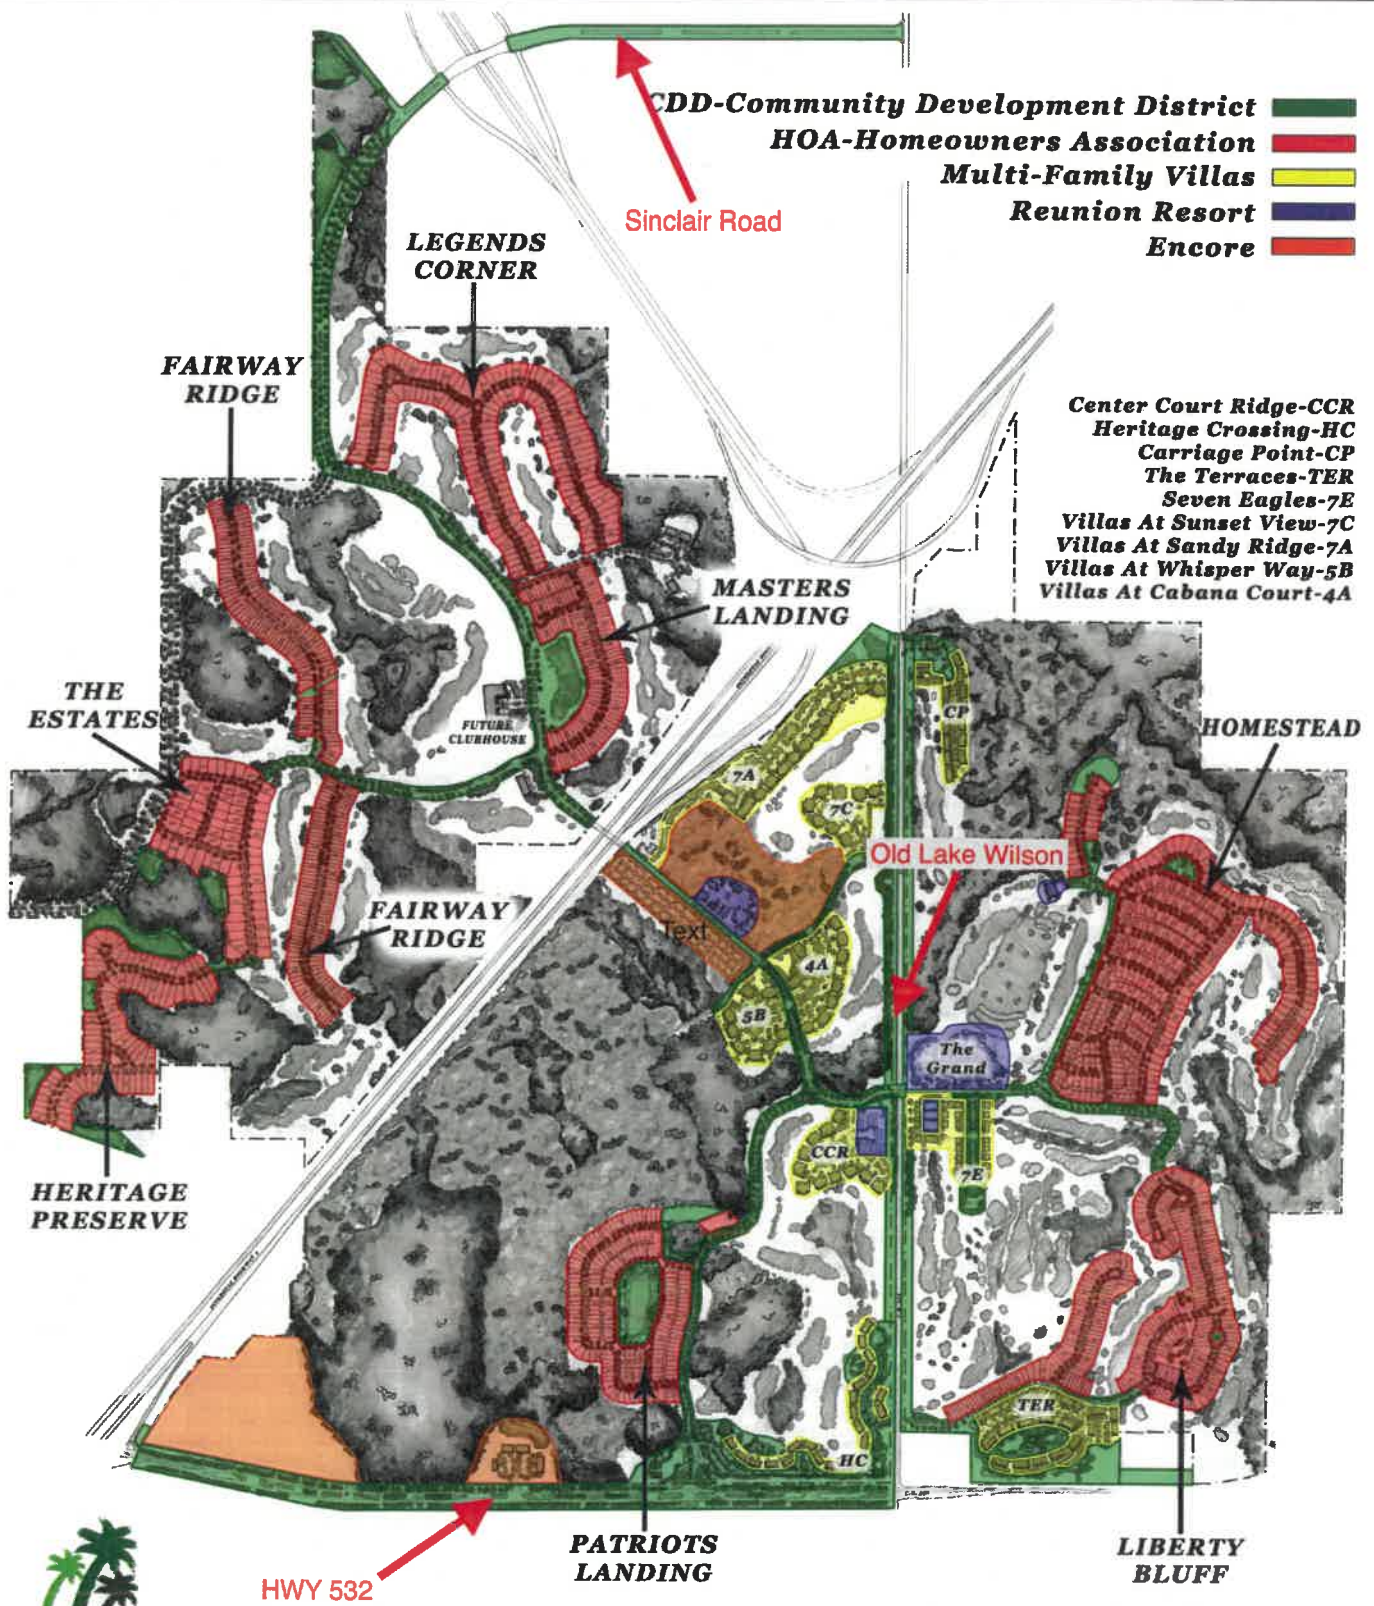 CDD-Community Development District
HOA-Homeowners Association
Multi-Family Villas
Reunion Resort
Encore
Sinclair Road
LEGENDS
CORNER
FAIRWAY
RIDGE
Center Court Ridge-CCR
Heritage Crossing-HC
Carriage Point-CP
The Terraces-TER
Seven Eagles-7E
Villas At Sunset View-7C
Villas At Sandy Ridge-7A
Villas At Whisper Way-5B
Villas At Cabana Court-4A
MASTERS
LANDING
THE
ESTATES
FUTURE
CLUBHOUSE
CP
HOMESTEAD
7A
7C
Old Lake Wilson
FAIRWAY
RIDGE
Text
4A
5B
The
Grand
CCR
7E
HERITAGE
PRESERVE
TER
HC
PATRIOTS
LANDING
LIBERTY
BLUFF
HWY 532